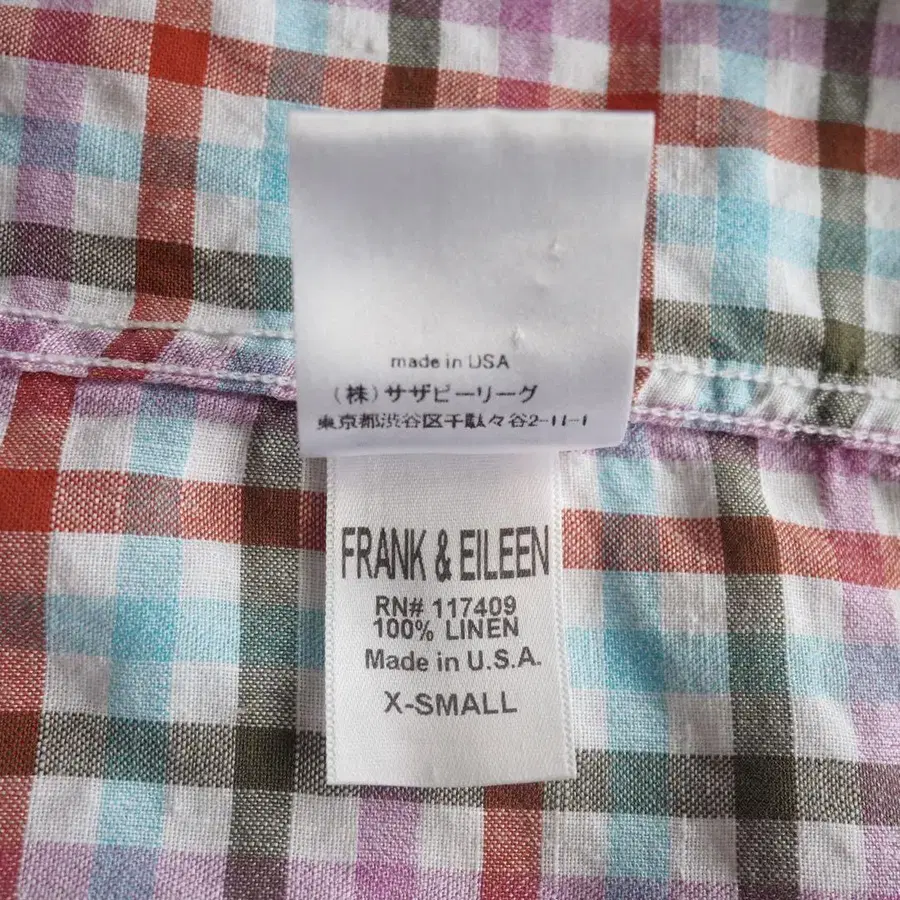 made in USA
（株）サザビーリーグ
東京都渋谷区千駄ヶ谷2-11-1
FRANK & EILEEN
RN# 117409
100% LINEN
Made in U.S.A.
X-SMALL